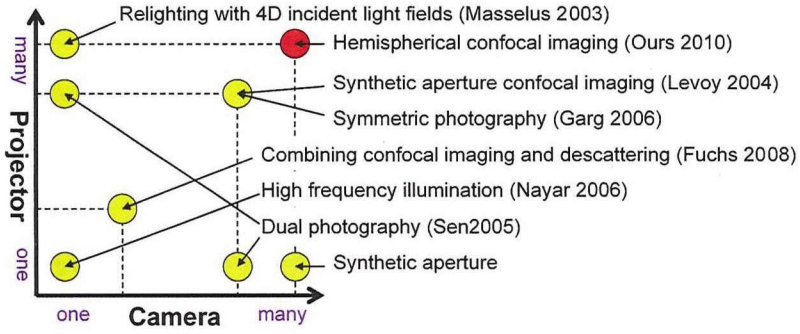 Relighting with 4D incident light fields (Masselus 2003)
Hemispherical confocal imaging (Ours 2010)
Synthetic aperture confocal imaging (Levoy 2004)
Symmetric photography (Garg 2006)
Combining confocal imaging and descattering (Fuchs 2008)
High frequency illumination (Nayar 2006)
Dual photography (Sen2005)
Synthetic aperture
many
Projector
one
one
Camera
many